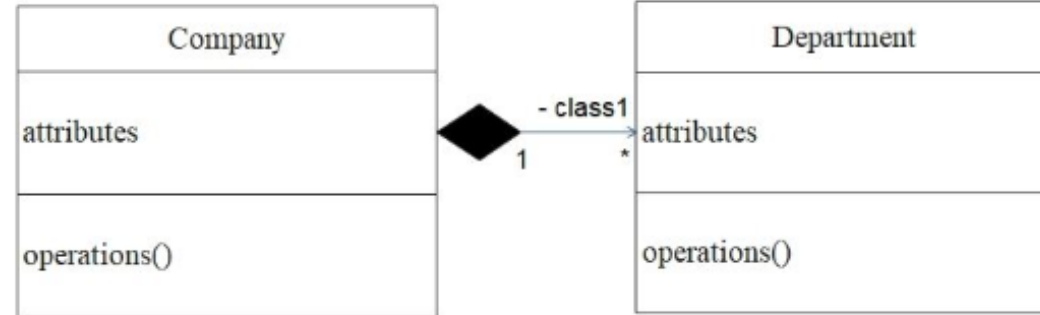 Company
attributes
operations()
- class1
1
*
Department
attributes
operations()